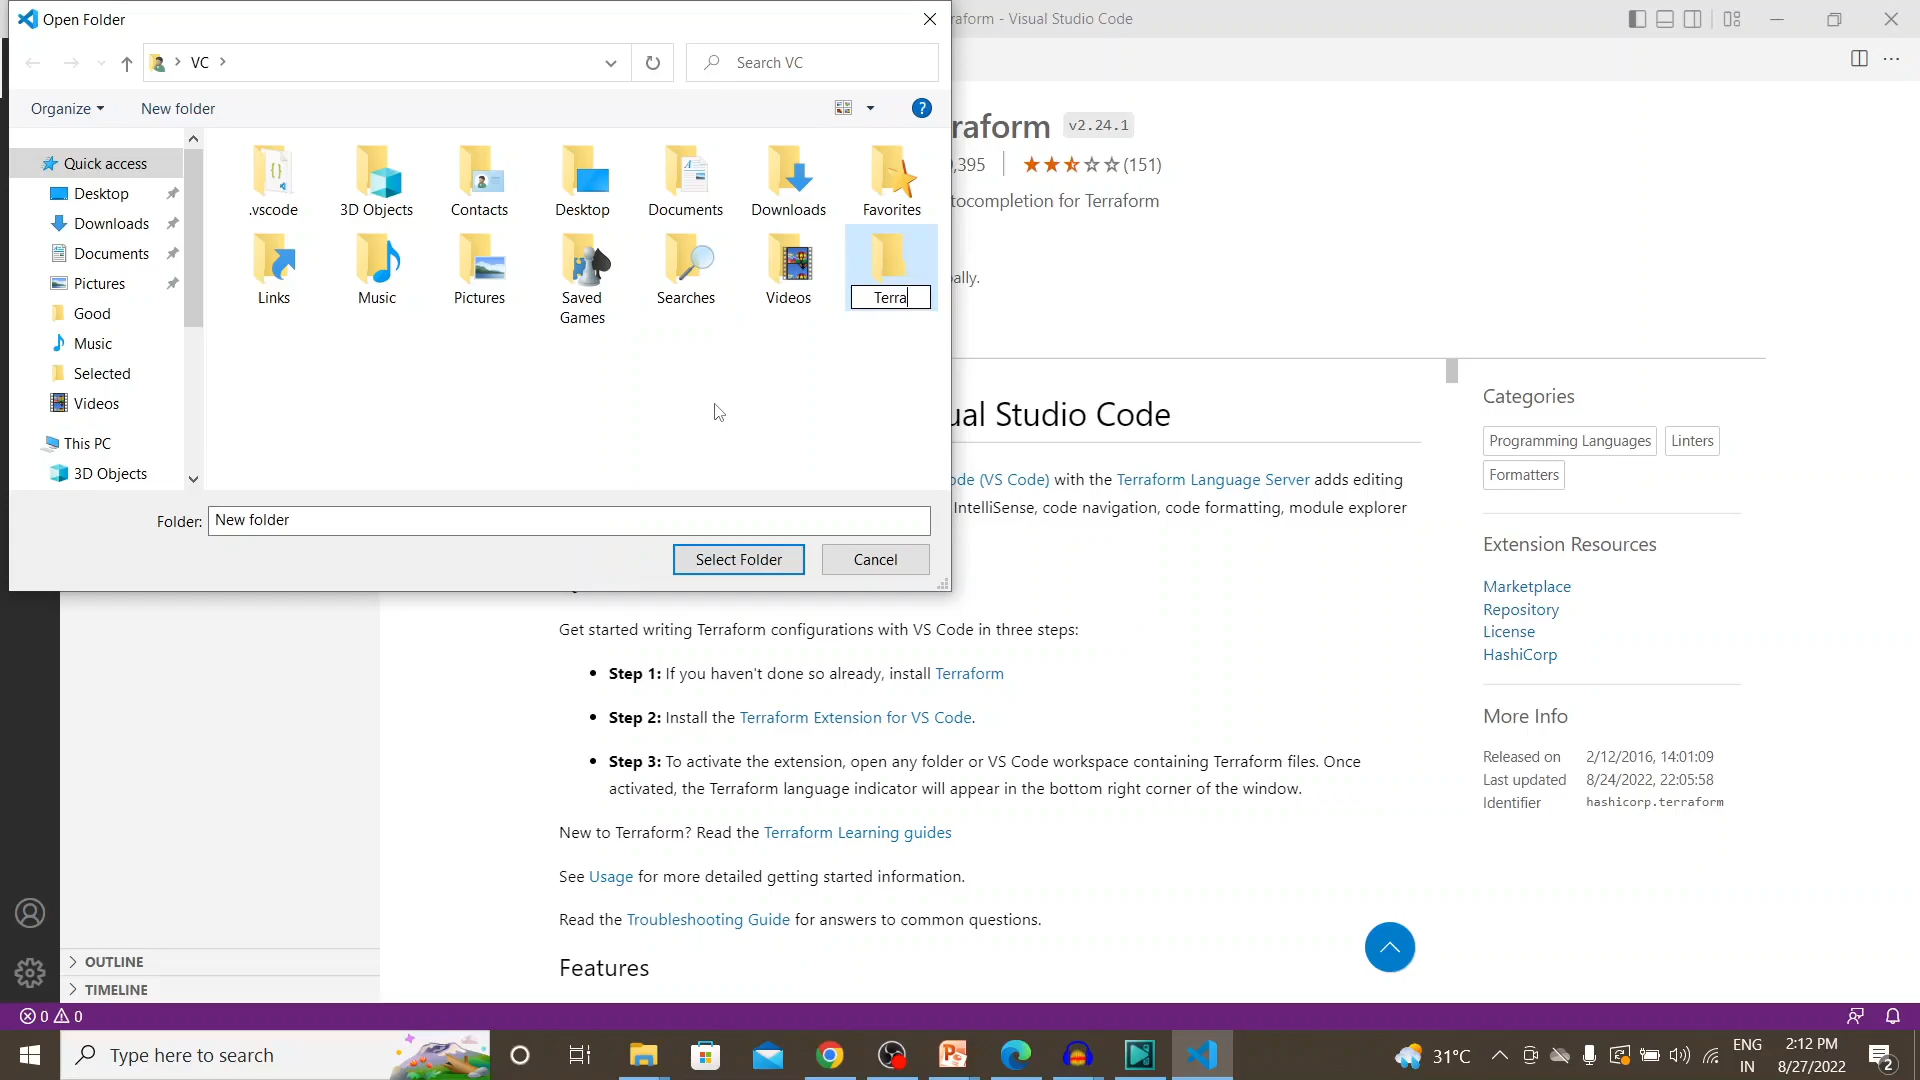 Open Folder
raform - Visual Studio Code
VC
Search VC
Organize
New folder
?
Quick access
Desktop
Downloads
Documents
Pictures
Good
Music
Selected
Videos
This PC
3D Objects
.vscode
3D Objects
Contacts
Desktop
Documents
Downloads
Favorites
Links
Music
Pictures
Saved
Games
Searches
Videos
Terra
Folder:
New folder
Select Folder
Cancel
raform
v2.24.1
,395
(151)
tocompletion for Terraform
ally.
ual Studio Code
ode (VS Code) with the Terraform Language Server adds editing
IntelliSense, code navigation, code formatting, module explorer
Get started writing Terraform configurations with VS Code in three steps:
• Step 1: If you haven't done so already, install Terraform
• Step 2: Install the Terraform Extension for VS Code.
• Step 3: To activate the extension, open any folder or VS Code workspace containing Terraform files. Once
activated, the Terraform language indicator will appear in the bottom right corner of the window.
New to Terraform? Read the Terraform Learning guides
See Usage for more detailed getting started information.
Read the Troubleshooting Guide for answers to common questions.
Features
Categories
Programming Languages
Linters
Formatters
Extension Resources
Marketplace
Repository
License
HashiCorp
More Info
Released on 2/12/2016, 14:01:09
Last updated 8/24/2022, 22:05:58
Identifier hashicorp.terraform
OUTLINE
TIMELINE
0 0
Type here to search
31°C
ENG
IN
2:12 PM
8/27/2022
2